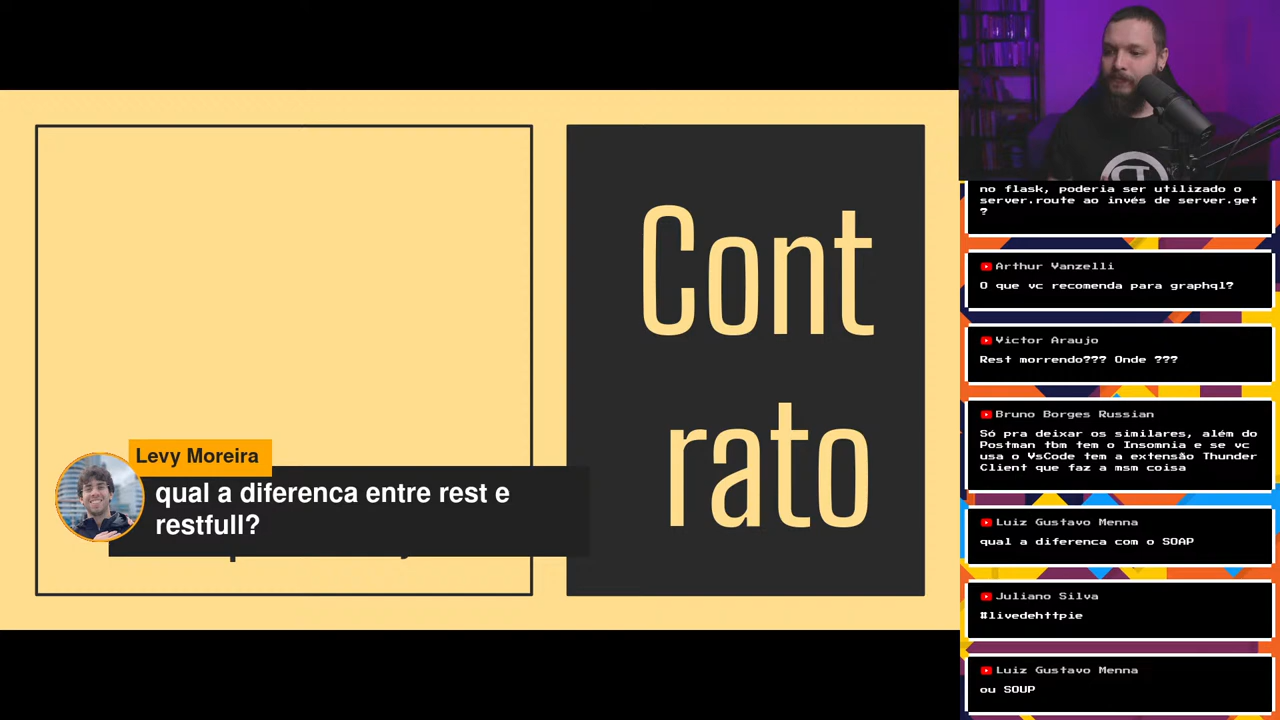 Cont
rato
Levy Moreira
qual a diferenca entre rest e
restfull?
no flask, poderia ser utilizado o
server.route ao invés de server.get
?
Arthur Vanzelli
O que vc recomenda para graphql?
Victor Araujo
Rest morrendo??? Onde ???
Bruno Borges Russian
Só pra deixar os similares, além do
Postman tbm tem o Insomnia e se vc
usa o VsCode tem a extensão Thunder
Client que faz a msm coisa
Luiz Gustavo Menna
qual a diferenca com o SOAP
Juliano Silva
#livedehttpie
Luiz Gustavo Menna
ou SOUP